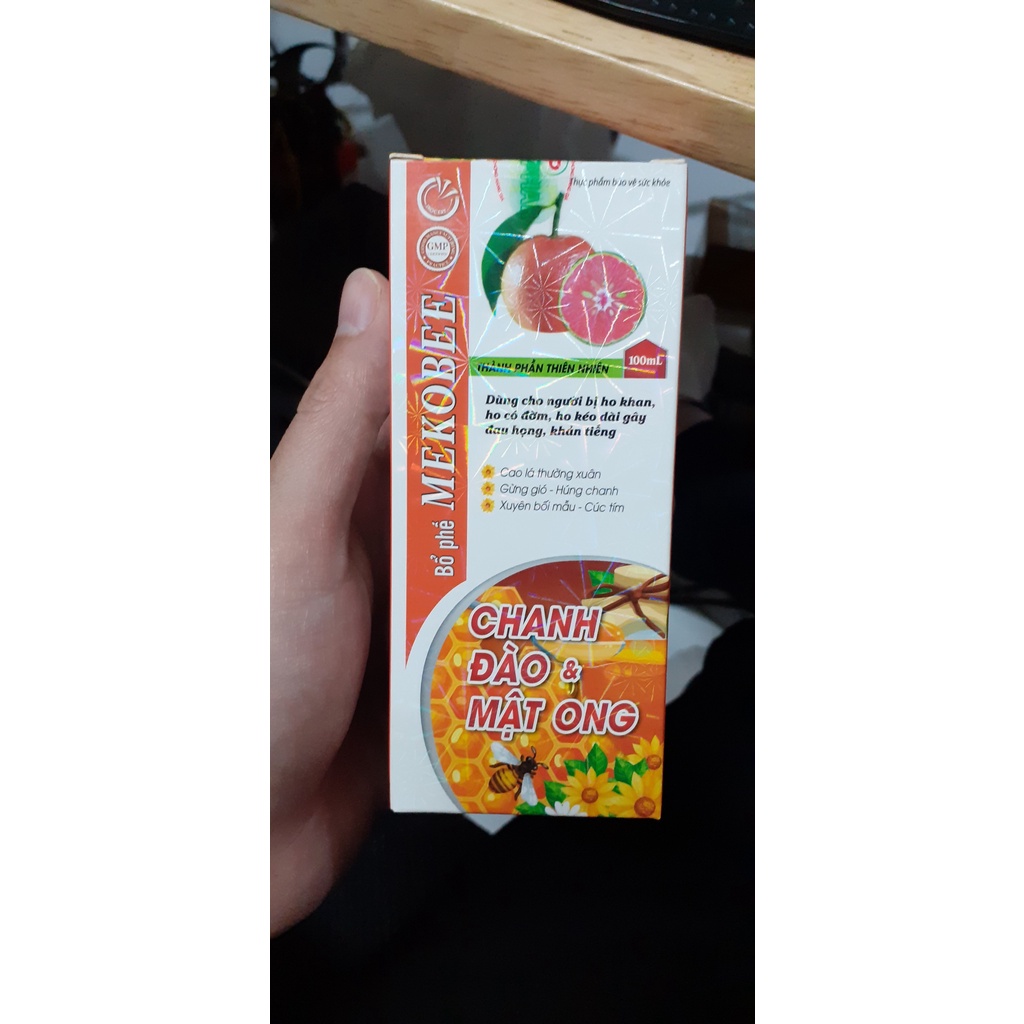 Thực phẩm bảo vệ sức khỏe
GMP
Bổ phế MEKOBEE
THÀNH PHẦN THIÊN NHIÊN
100mL
Dùng cho người bị ho khan,
ho có đờm, ho kéo dài gây
đau họng, khản tiếng
Cao lá thường xuân
Gừng gió - Húng chanh
Xuyên bối mẫu - Cúc tím
CHANH
ĐÀO &
MẬT ONG